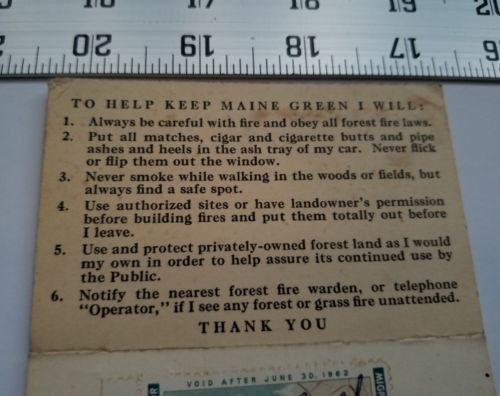 20 19 18 17
TO HELP KEEP MAINE GREEN I WILL:
1. Always be careful with fire and obey all forest fire laws.
2. Put all matches, cigar and cigarette butts and pipe
ashes and heels in the ash tray of my car. Never flick
or flip them out the window.
3. Never smoke while walking in the woods or fields, but
always find a safe spot.
4. Use authorized sites or have landowner's permission
before building fires and put them totally out before
I leave.
5. Use and protect privately-owned forest land as I would
my own in order to help assure its continued use by
the Public.
6. Notify the nearest forest fire warden, or telephone
"Operator," if I see any forest or grass fire unattended.
THANK YOU
VOID AFTER JUNE 30, 1962